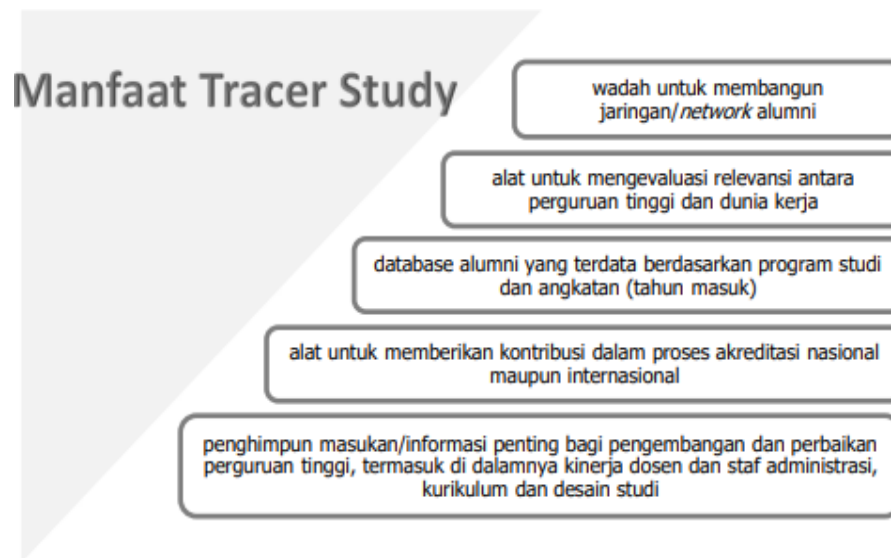 Manfaat Tracer Study
wadah untuk membangun
jaringan/network alumni
alat untuk mengevaluasi relevansi antara
perguruan tinggi dan dunia kerja
database alumni yang terdata berdasarkan program studi
dan angkatan (tahun masuk)
alat untuk memberikan kontribusi dalam proses akreditasi nasional
maupun internasional
penghimpun masukan/informasi penting bagi pengembangan dan perbaikan
perguruan tinggi, termasuk di dalamnya kinerja dosen dan staf administrasi,
kurikulum dan desain studi